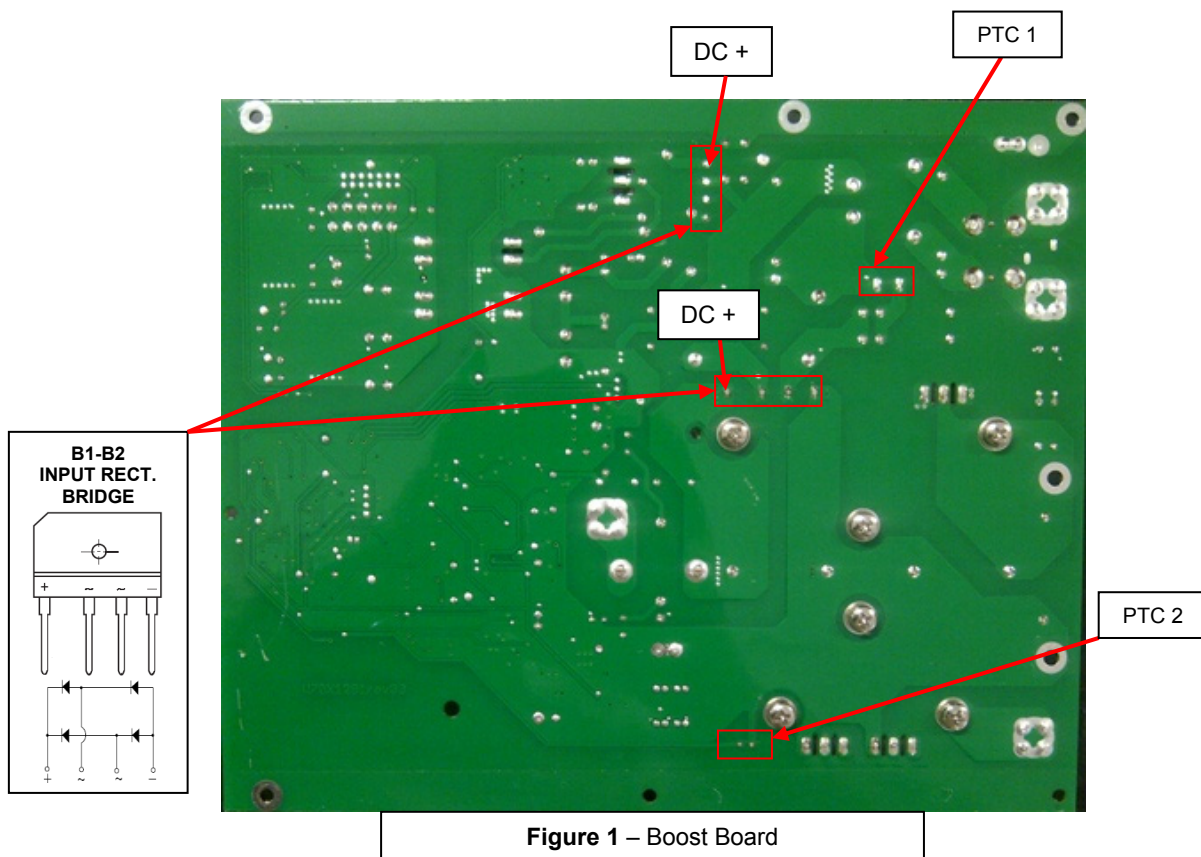 PTC 1
DC +
DC +
B1-B2
INPUT RECT.
BRIDGE
+ ~ ~ −
+ ~ ~ −
PTC 2
Figure 1 – Boost Board